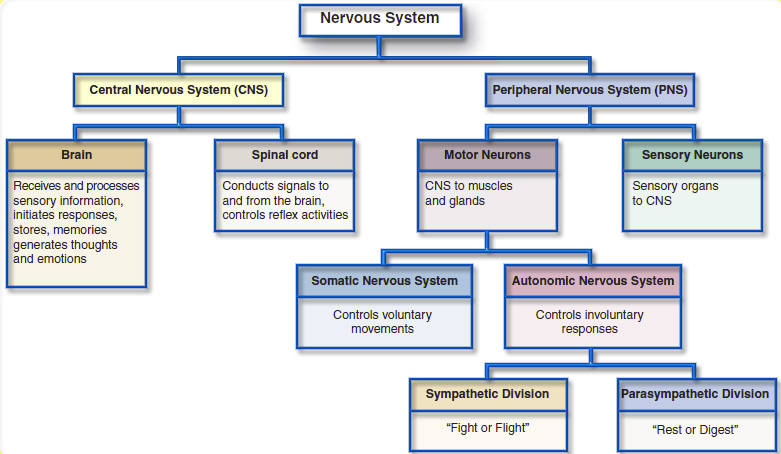 Nervous System
Central Nervous System (CNS)
Peripheral Nervous System (PNS)
Brain
Receives and processes
sensory information,
initiates responses,
stores, memories
generates thoughts
and emotions
Spinal cord
Conducts signals to
and from the brain,
controls reflex activities
Motor Neurons
CNS to muscles
and glands
Sensory Neurons
Sensory organs
to CNS
Somatic Nervous System
Controls voluntary
movements
Autonomic Nervous System
Controls involuntary
responses
Sympathetic Division
“Fight or Flight”
Parasympathetic Division
“Rest or Digest”